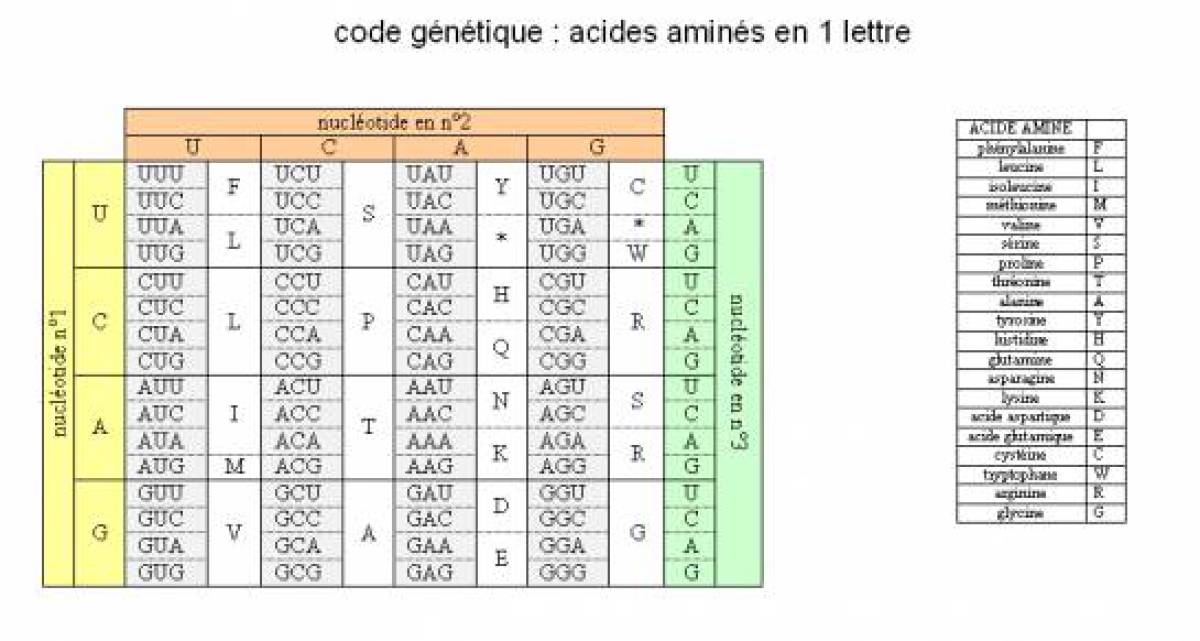 code génétique : acides aminés en 1 lettre
nucléotide en n°2
U C A G
nucléotide n°1
U
UUU F UCU S UAU Y UGU C U
UUC UCC UAC UGC C
UUA L UCA UAA * UGA * A
UUG UCG UAG UGG W G
C
CUU L CCU P CAU H CGU R U
CUC CCC CAC CGC C
CUA CCA CAA Q CGA A
CUG CCG CAG CGG G
A
AUU I ACU T AAU N AGU S U
AUC ACC AAC AGC C
AUA ACA AAA K AGA R A
AUG M ACG AAG AGG G
G
GUU V GCU A GAU D GGU G U
GUC GCC GAC GGC C
GUA GCA GAA E GGA A
GUG GCG GAG GGG G
nucléotide en n°3
ACIDE AMINE
phénylalanine F
leucine L
isoleucine I
méthionine M
valine V
sérine S
proline P
thréonine T
alanine A
tyrosine Y
histidine H
glutamine Q
asparagine N
lysine K
acide aspartique D
acide glutamique E
cystéine C
tryptophane W
arginine R
glycine G